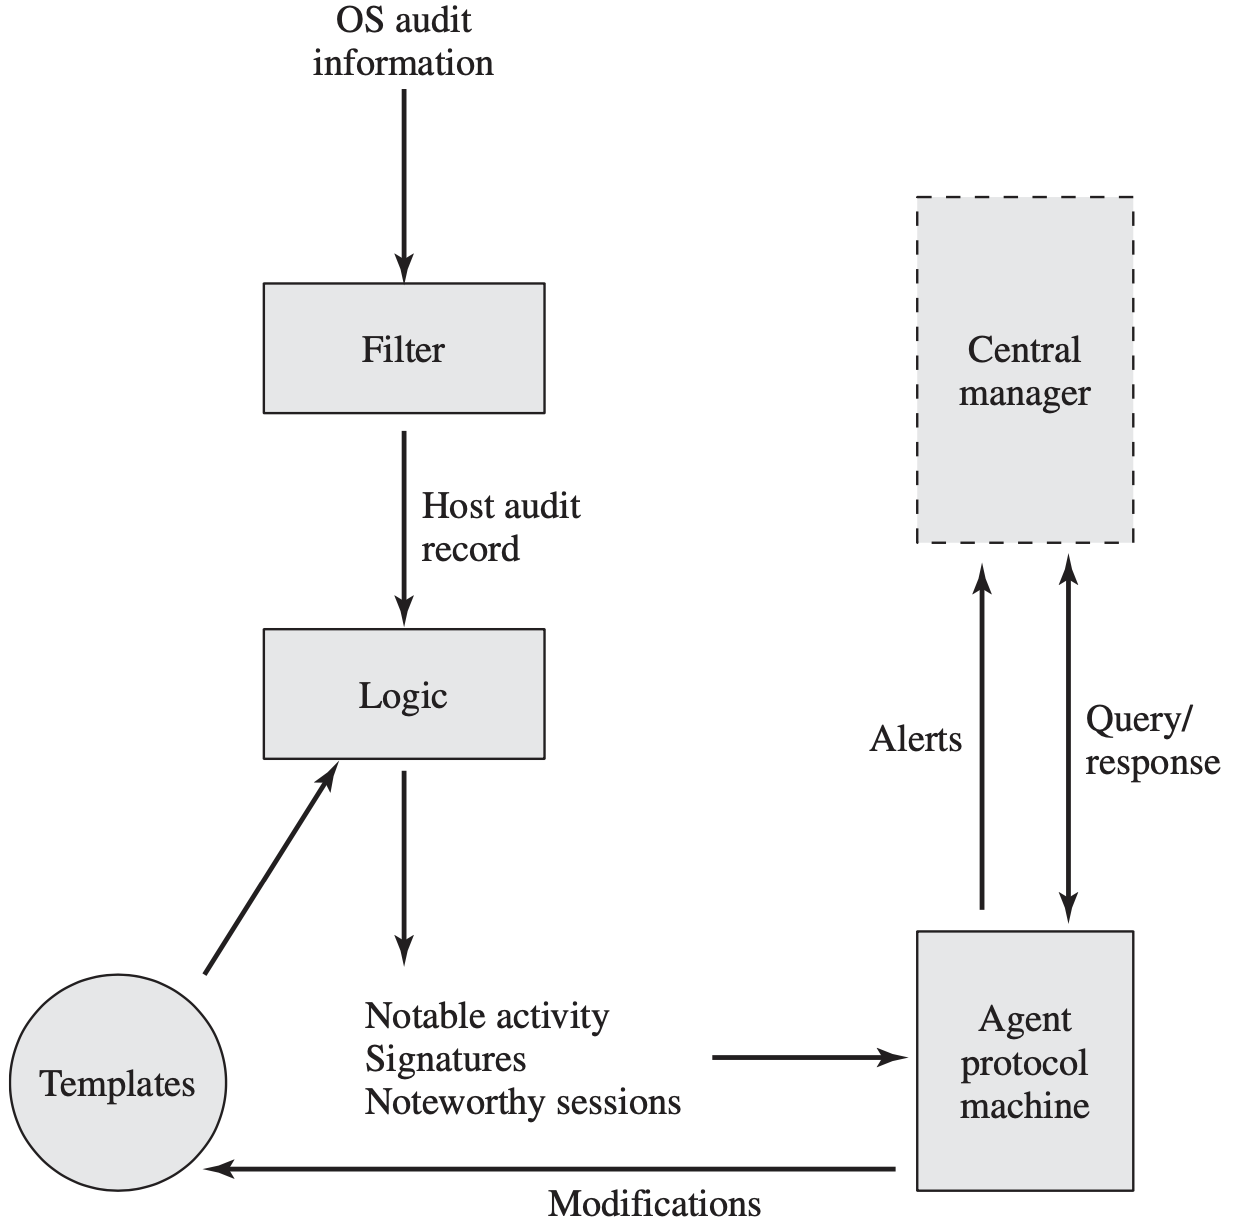 OS audit
information
Filter
Host audit
record
Logic
Central
manager
Alerts
Query/
response
Templates
Notable activity
Signatures
Noteworthy sessions
Agent
protocol
machine
Modifications